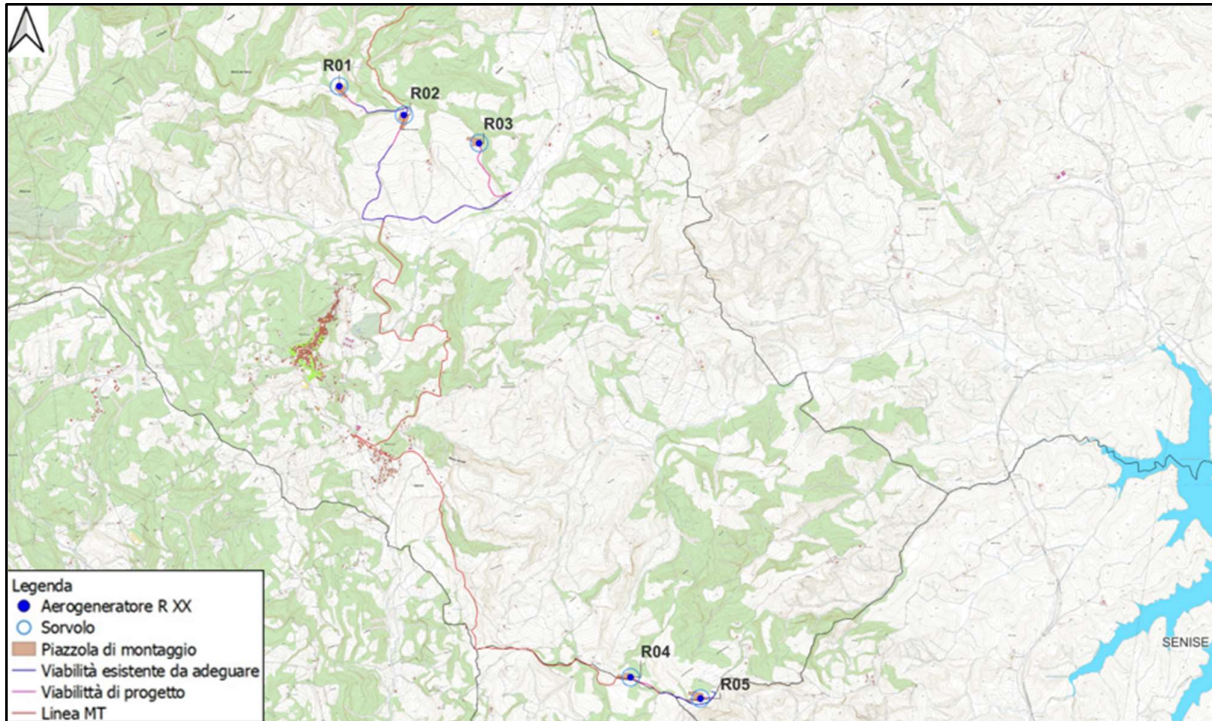 R01
R02
R03
R04
R05
SENISE
Legenda
Aerogeneratore R XX
Sorvolo
Piazzola di montaggio
Viabilità esistente da adeguare
Viabilittà di progetto
Linea MT